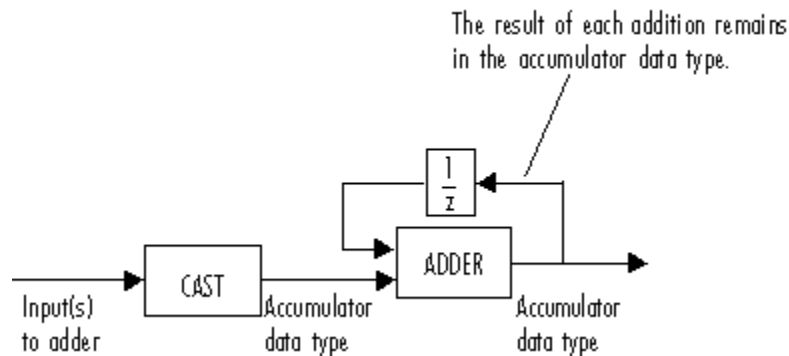 The result of each addition remains
in the accumulator data type.
1
z
ADDER
CAST
Input(s)
to adder
Accumulator
data type
Accumulator
data type